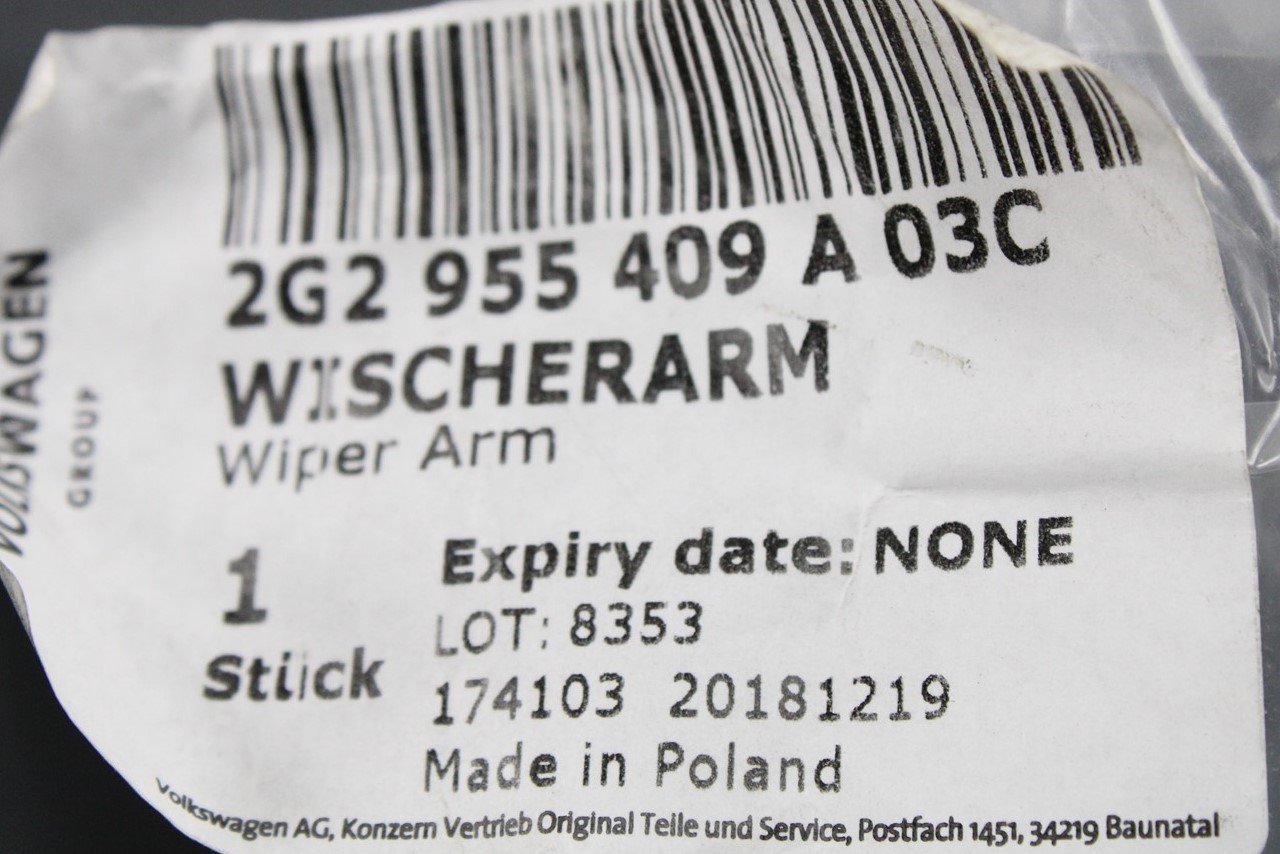 2G2 955 409 A 03C
WISCHERARM
Wiper Arm
1
Stück
Expiry date: NONE
LOT: 8353
174103 20181219
Made in Poland
Volkswagen AG, Konzern Vertrieb Original Teile und Service, Postfach 1451, 34219 Baunatal
VOLKSWAGEN
GROUP